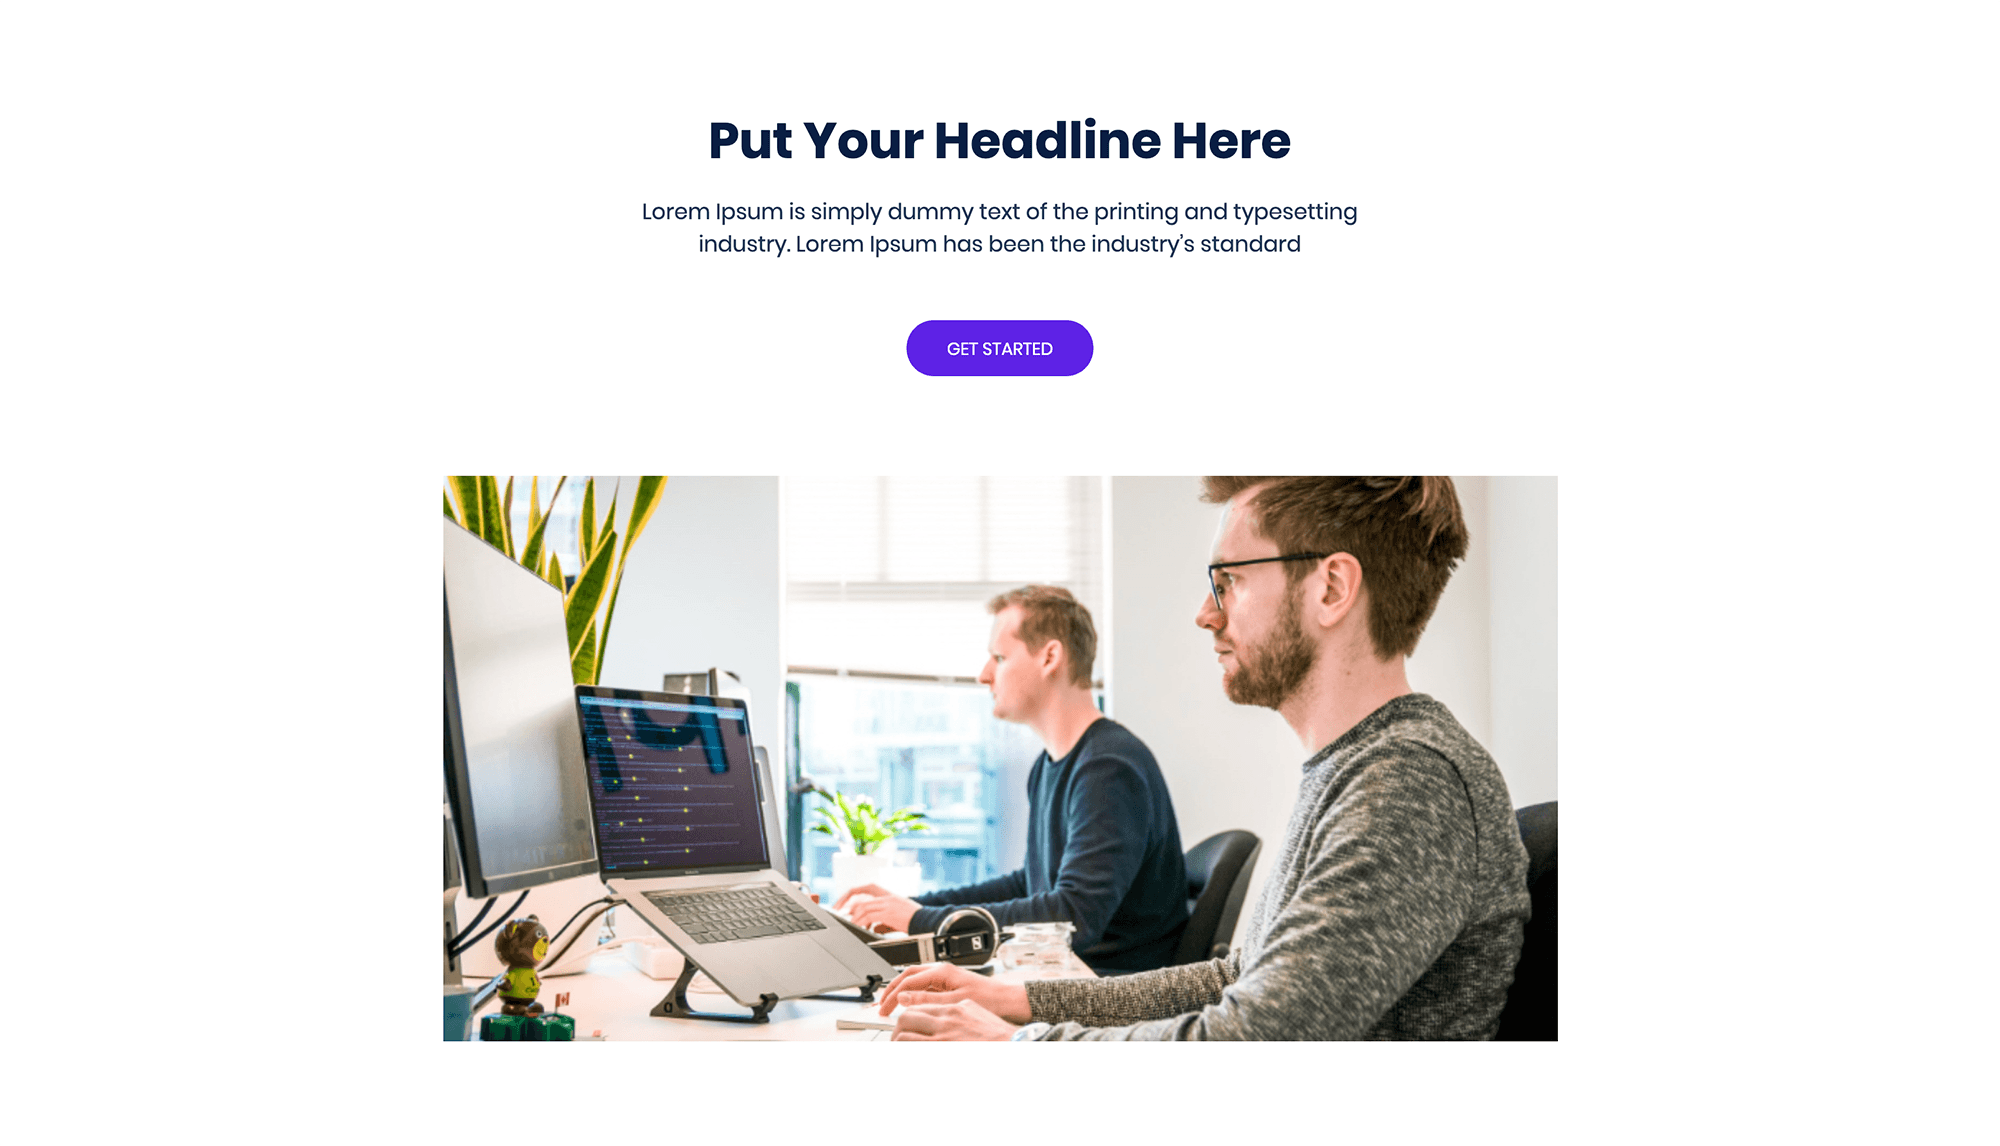 Put Your Headline Here
Lorem Ipsum is simply dummy text of the printing and typesetting
industry. Lorem Ipsum has been the industry’s standard
GET STARTED